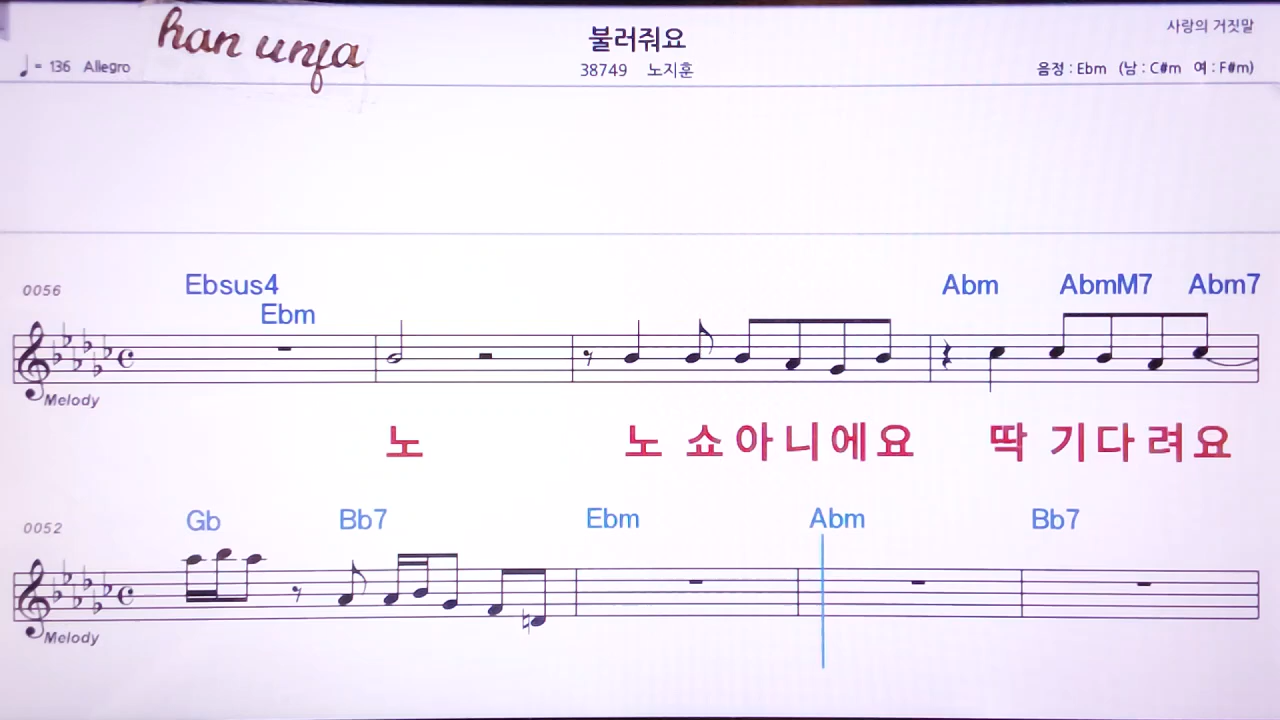 han unfa
불러줘요
사랑의 거짓말
♩ = 136 Allegro
38749 노지훈
음정 : Ebm (남 : C#m 여 : F#m)
Ebsus4 Abm AbmM7 Abm7
0056
Ebm
Melody
노 노 쇼 아 니 에 요 딱 기 다 려 요
Gb Bb7 Ebm Abm Bb7
0052
Melody